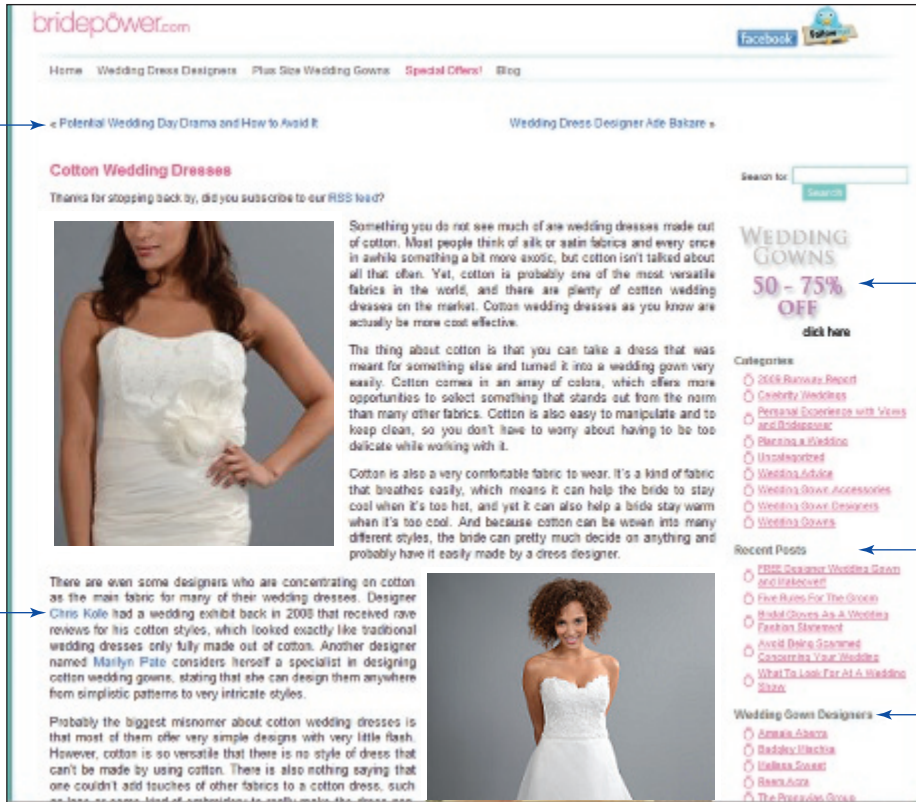 bridepower.com
facebook
Follow me
Home Wedding Dress Designers Plus Size Wedding Gowns Special Offers! Blog
« Potential Wedding Day Drama and How to Avoid It
Wedding Dress Designer Ade Bakare »
Cotton Wedding Dresses
Thanks for stopping back by, did you subscribe to our RSS feed?
Something you do not see much of are wedding dresses made out
of cotton. Most people think of silk or satin fabrics and every once
in awhile something a bit more exotic, but cotton isn't talked about
all that often. Yet, cotton is probably one of the most versatile
fabrics in the world, and there are plenty of cotton wedding
dresses on the market. Cotton wedding dresses as you know are
actually be more cost effective.
The thing about cotton is that you can take a dress that was
meant for something else and turned it into a wedding gown very
easily. Cotton comes in an array of colors, which offers more
opportunities to select something that stands out from the norm
than many other fabrics. Cotton is also easy to manipulate and to
keep clean, so you don't have to worry about having to be too
delicate while working with it.
Cotton is also a very comfortable fabric to wear. It's a kind of fabric
that breathes easily, which means it can help the bride to stay
cool when it's too hot, and yet it can also help a bride stay warm
when it's too cool. And because cotton can be woven into many
different styles, the bride can pretty much decide on anything and
probably have it easily made by a dress designer.
There are even some designers who are concentrating on cotton
as the main fabric for many of their wedding dresses. Designer
Chris Kole had a wedding exhibit back in 2008 that received rave
reviews for his cotton styles, which looked exactly like traditional
wedding dresses only fully made out of cotton. Another designer
named Marilyn Pate considers herself a specialist in designing
cotton wedding gowns, stating that she can design them anywhere
from simplistic patterns to very intricate styles.
Probably the biggest misnomer about cotton wedding dresses is
that most of them offer very simple designs with very little flash.
However, cotton is so versatile that there is no style of dress that
can't be made by using cotton. There is also nothing saying that
one couldn't add touches of other fabrics to a cotton dress, such
Search for:
Search
WEDDING
GOWNS
50 - 75%
OFF
click here
Categories
2009 Runway Report
Celebrity Weddings
Personal Experience with Vows
and Bridepower
Planning a Wedding
Uncategorized
Wedding Advice
Wedding Gown Accessories
Wedding Gown Designers
Wedding Gowns
Recent Posts
FREE Designer Wedding Gown
and Makeover!
Five Rules For The Groom
Bridal Gloves As A Wedding
Fashion Statement
Avoid Being Scammed
Concerning Your Wedding
What To Look For At A Wedding
Show
Wedding Gown Designers
Amsale Aberra
Badgley Mischka
Melissa Sweet
Reem Acra
The Pronovias Group